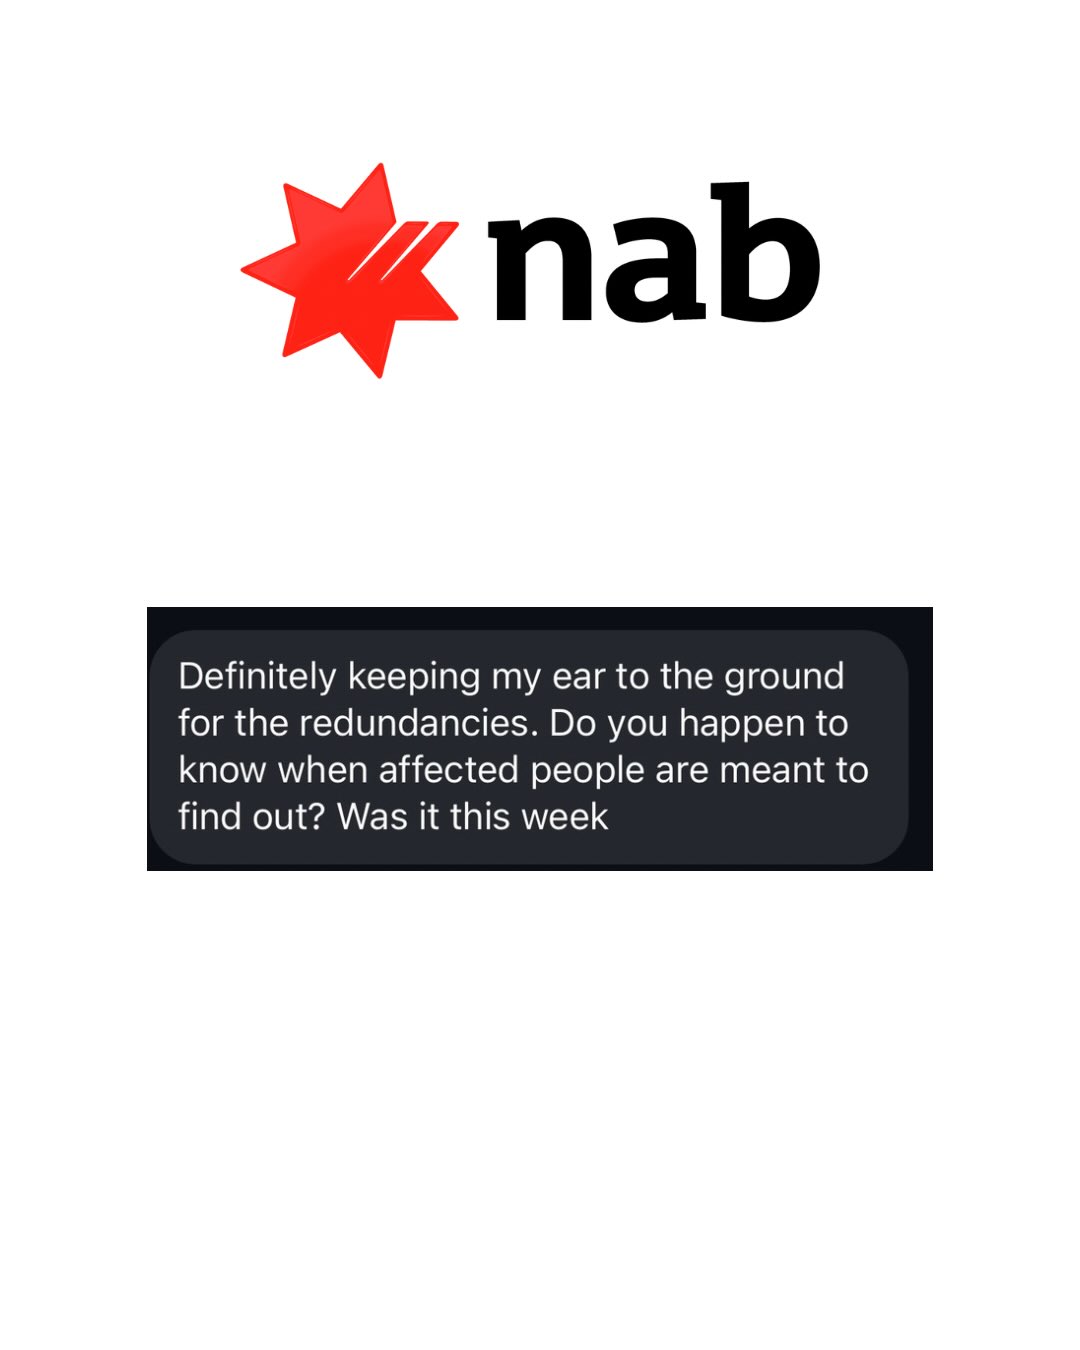 nab
Definitely keeping my ear to the ground
for the redundancies. Do you happen to
know when affected people are meant to
find out? Was it this week